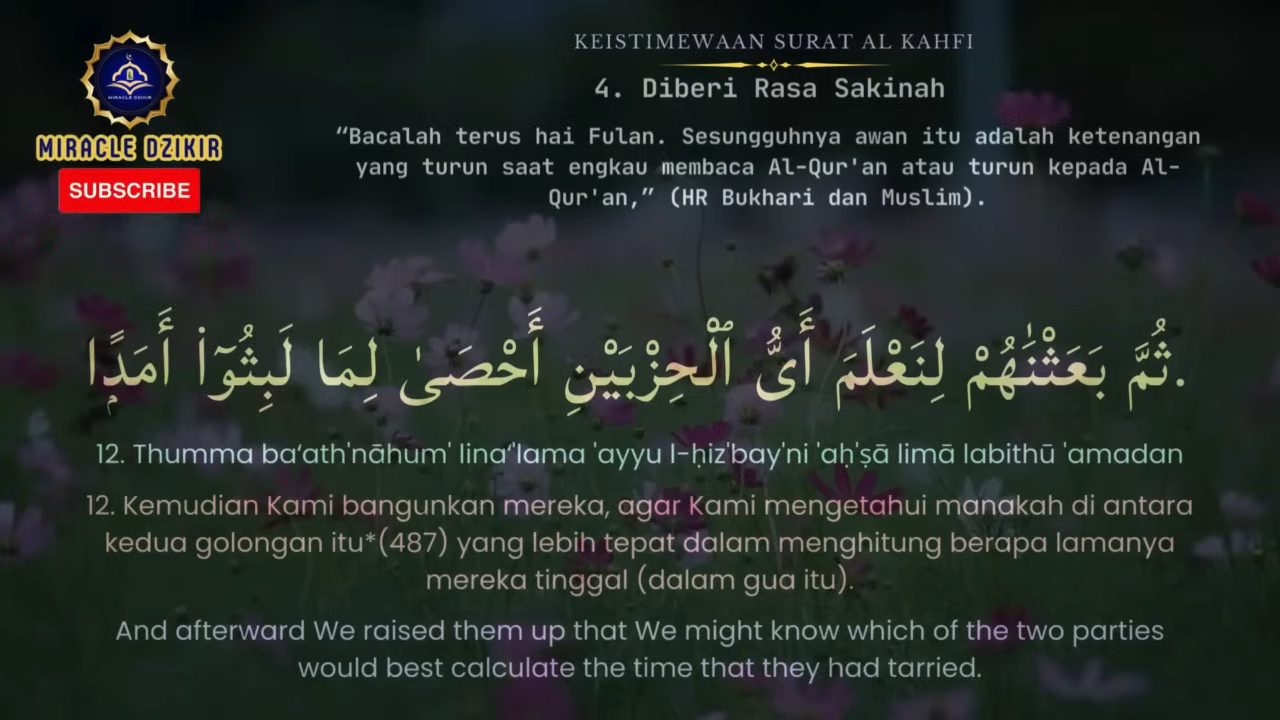 KEISTIMEWAAN SURAT AL KAHFI
4. Diberi Rasa Sakinah
“Bacalah terus hai Fulan. Sesungguhnya awan itu adalah ketenangan
yang turun saat engkau membaca Al-Qur'an atau turun kepada Al-
Qur'an,” (HR Bukhari dan Muslim).
MIRACLE DZIKIR
MIRACLE DZIKIR
SUBSCRIBE
.ثُمَّ بَعَثْنَٰهُمْ لِنَعْلَمَ أَىُّ ٱلْحِزْبَيْنِ أَحْصَىٰ لِمَا لَبِثُوٓا۟ أَمَدًۭا
12. Thumma ba‘ath'nāhum' lina‘'lama 'ayyu l-ḥiz'bay'ni 'aḥ'ṣā limā labithū 'amadan
12. Kemudian Kami bangunkan mereka, agar Kami mengetahui manakah di antara
kedua golongan itu*(487) yang lebih tepat dalam menghitung berapa lamanya
mereka tinggal (dalam gua itu).
And afterward We raised them up that We might know which of the two parties
would best calculate the time that they had tarried.